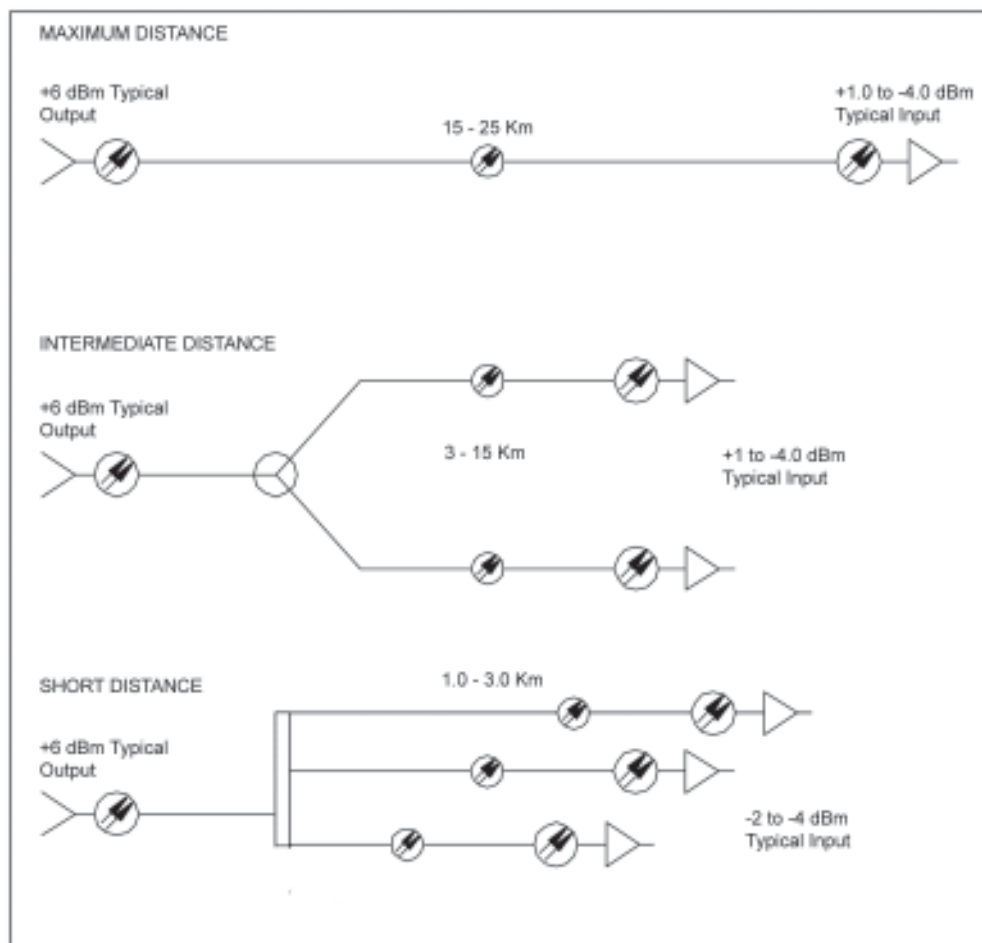 MAXIMUM DISTANCE
+6 dBm Typical
Output
15 - 25 Km
+1.0 to -4.0 dBm
Typical Input
INTERMEDIATE DISTANCE
+6 dBm Typical
Output
3 - 15 Km
+1 to -4.0 dBm
Typical Input
SHORT DISTANCE
1.0 - 3.0 Km
+6 dBm Typical
Output
-2 to -4 dBm
Typical Input